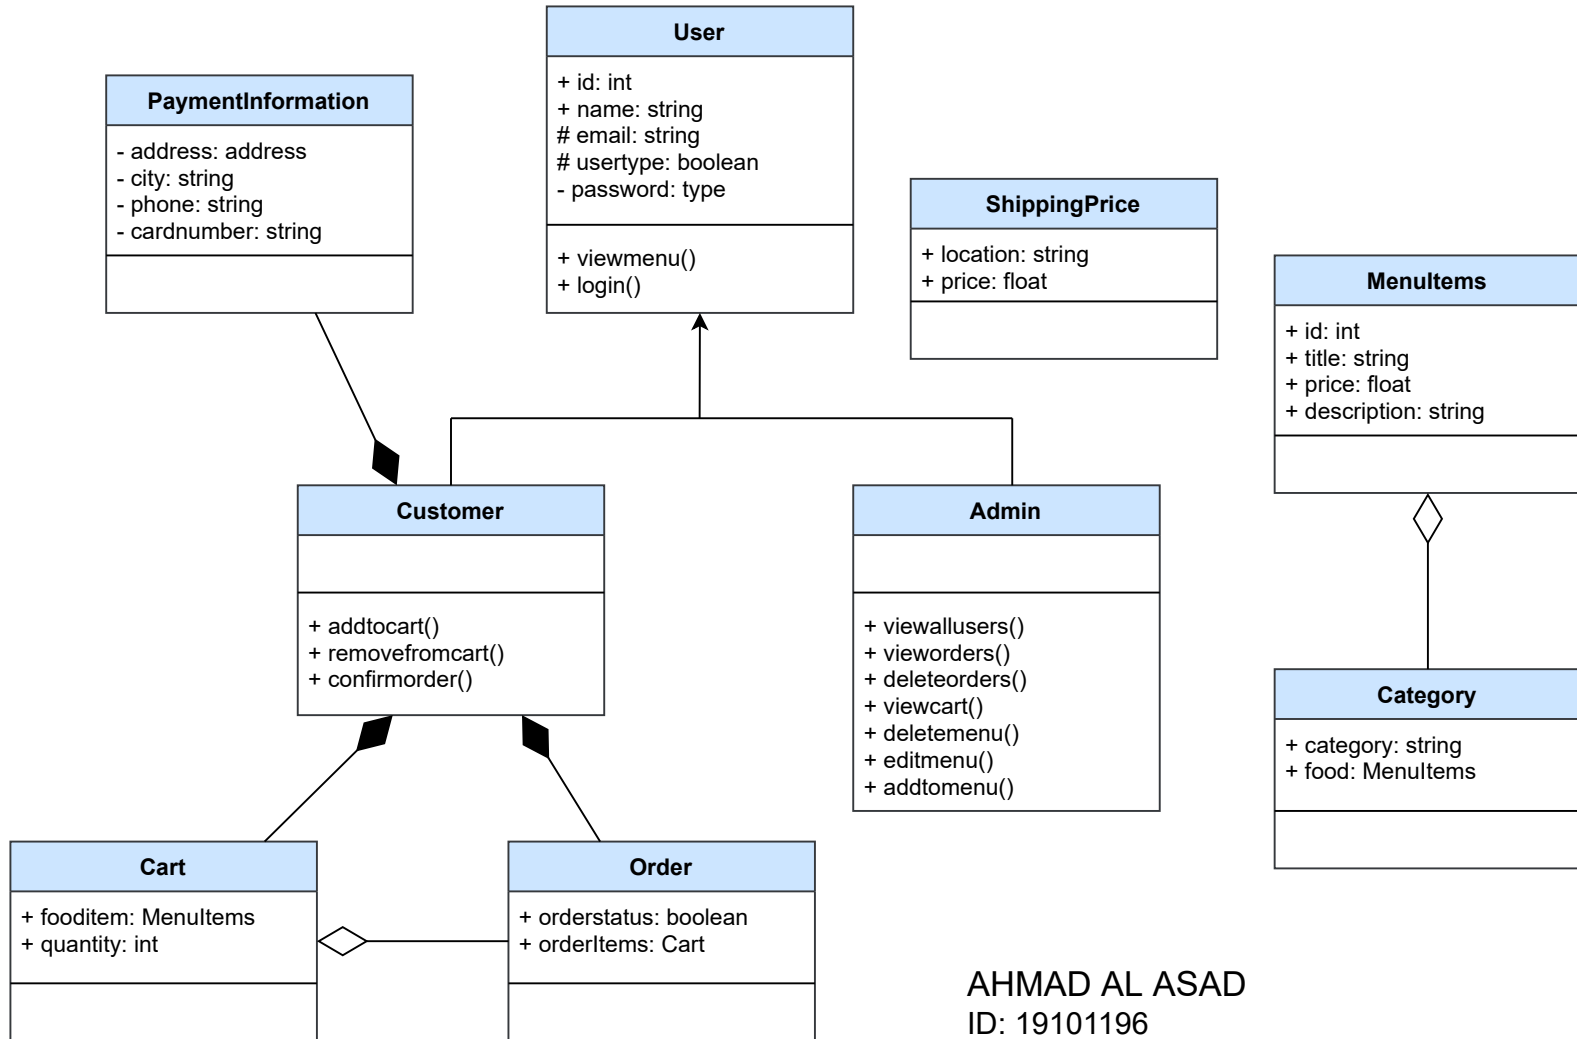 User
+ id: int
+ name: string
# email: string
# usertype: boolean
- password: type
+ viewmenu()
+ login()
PaymentInformation
- address: address
- city: string
- phone: string
- cardnumber: string
ShippingPrice
+ location: string
+ price: float
MenuItems
+ id: int
+ title: string
+ price: float
+ description: string
Customer
+ addtocart()
+ removefromcart()
+ confirmorder()
Admin
+ viewallusers()
+ vieworders()
+ deleteorders()
+ viewcart()
+ deletemenu()
+ editmenu()
+ addtomenu()
Category
+ category: string
+ food: MenuItems
Cart
+ fooditem: MenuItems
+ quantity: int
Order
+ orderstatus: boolean
+ orderItems: Cart
AHMAD AL ASAD
ID: 19101196